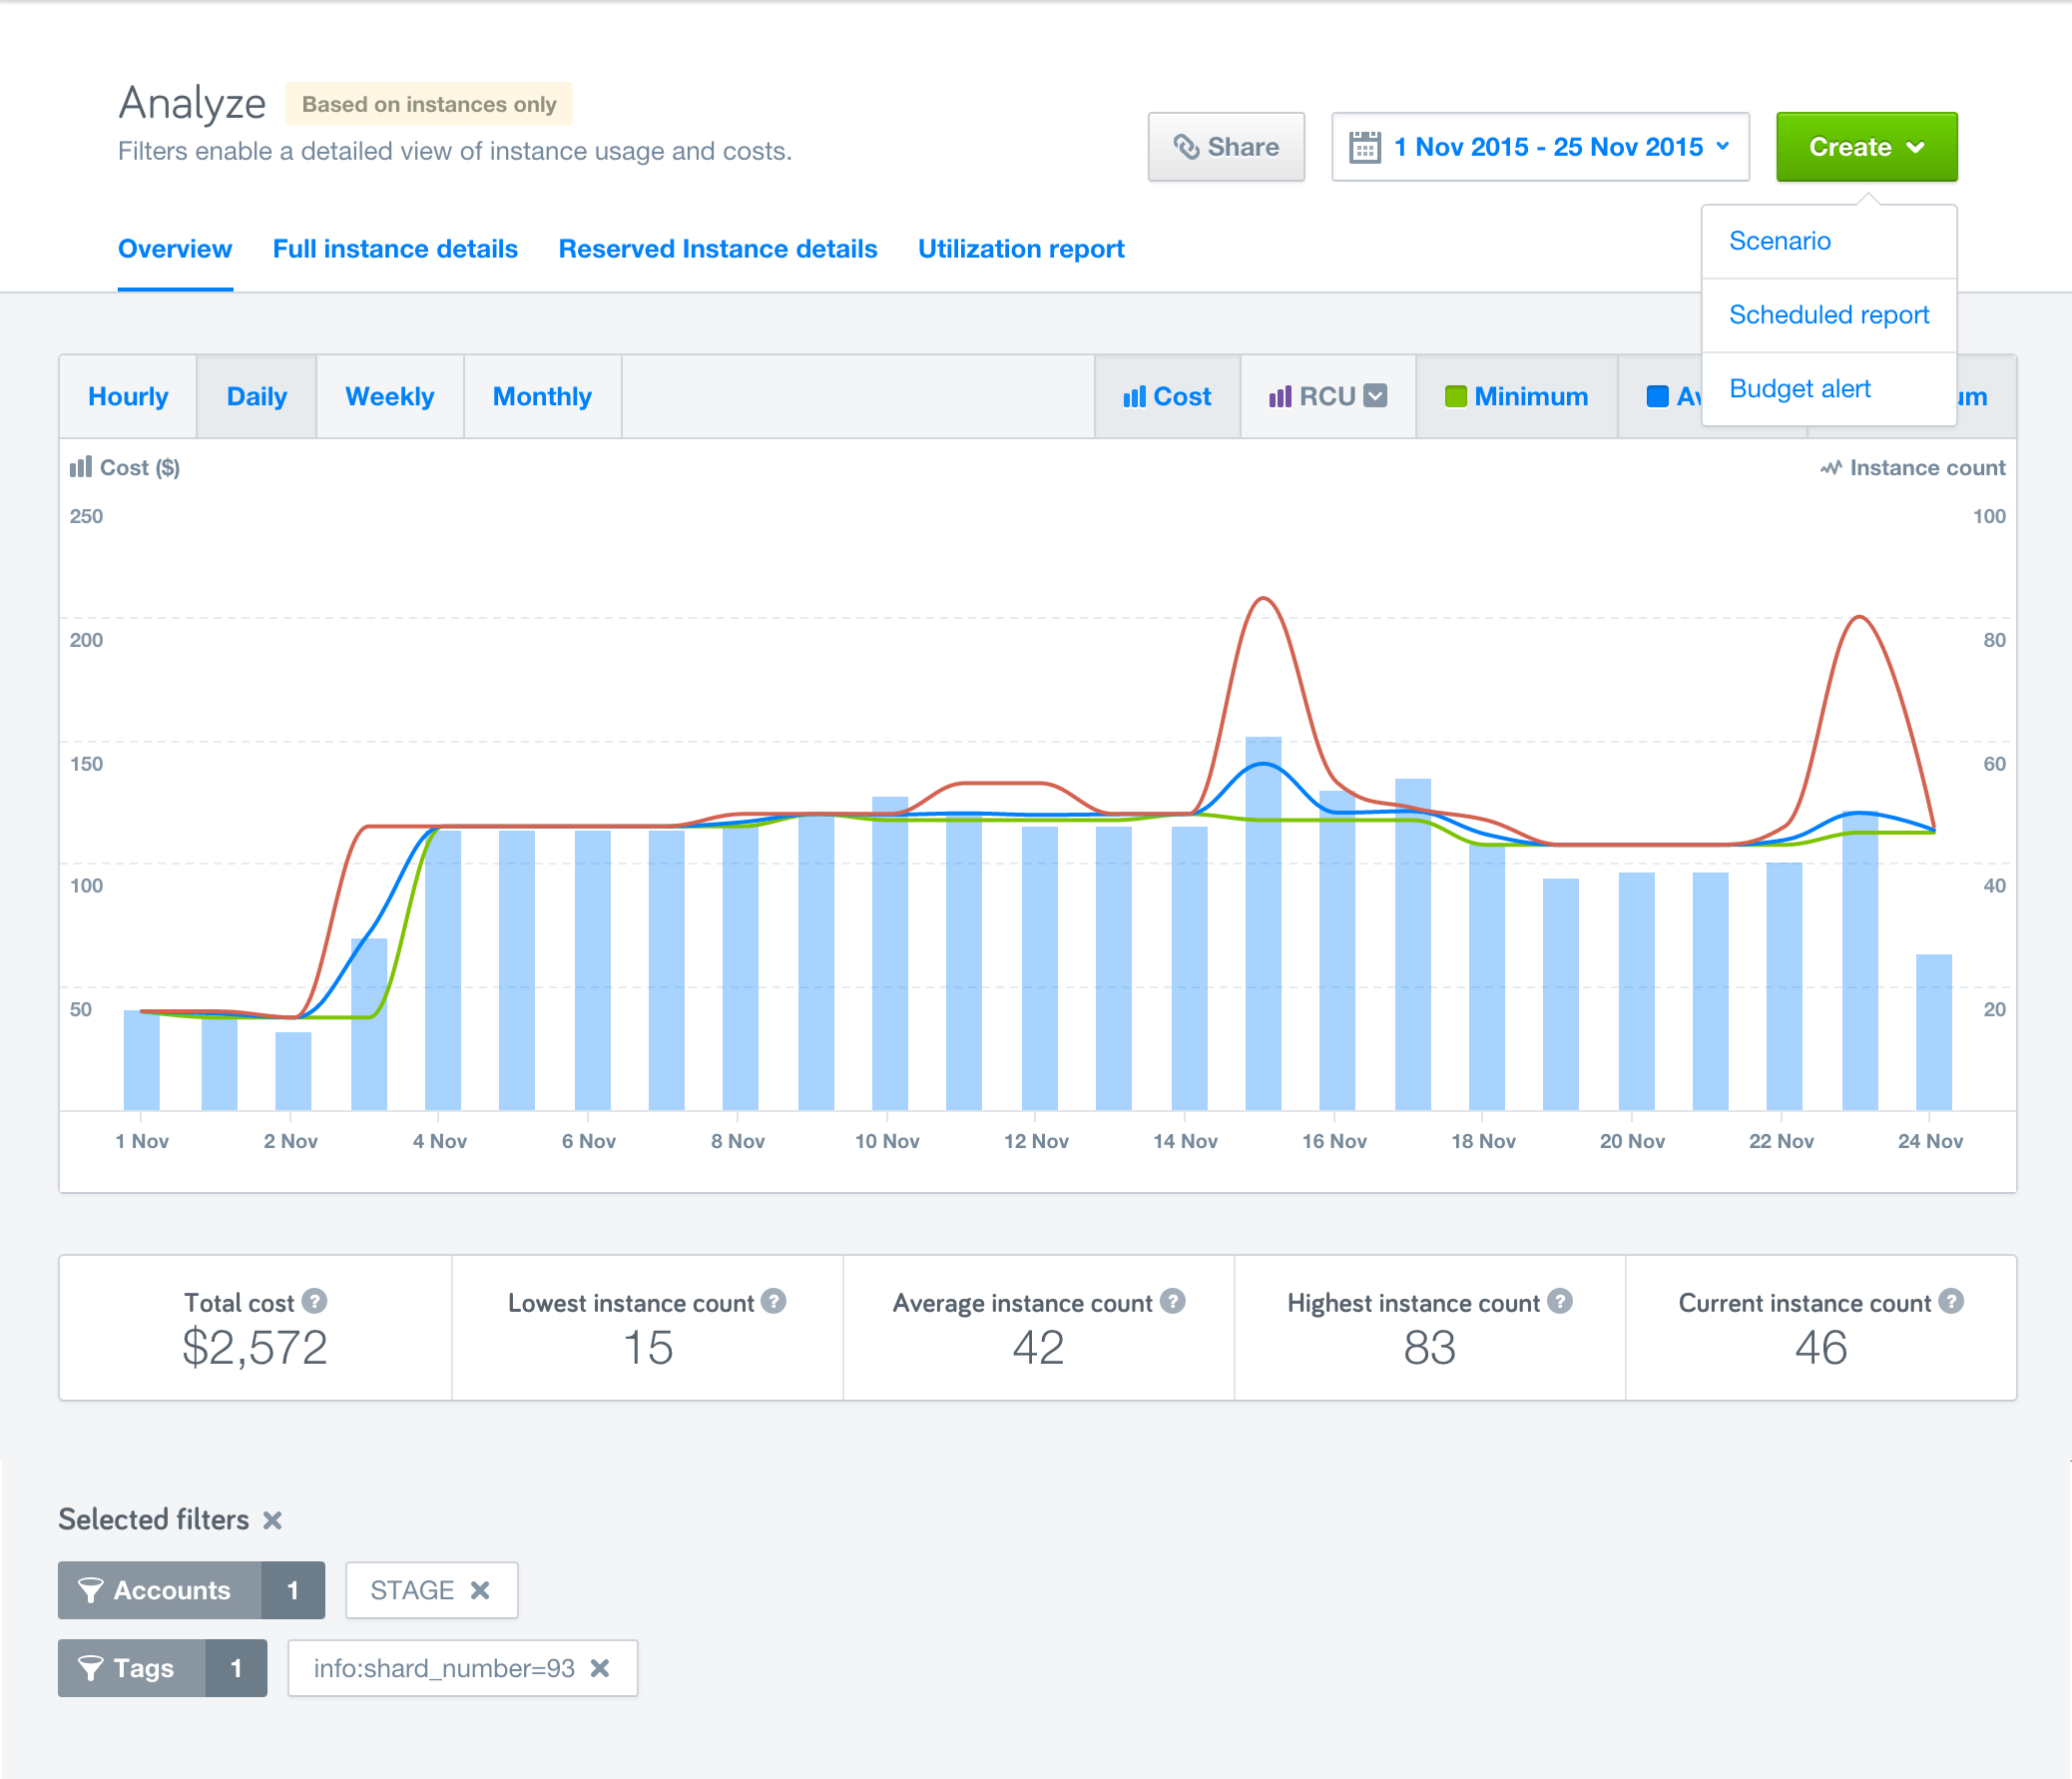 Analyze
Based on instances only
Filters enable a detailed view of instance usage and costs.
Share
1 Nov 2015 - 25 Nov 2015
Create
Scenario
Scheduled report
Budget alert
Overview
Full instance details
Reserved Instance details
Utilization report
Hourly
Daily
Weekly
Monthly
Cost
RCU
Minimum
Cost ($)
Instance count
250
100
200
80
150
60
100
40
50
20
1 Nov
2 Nov
4 Nov
6 Nov
8 Nov
10 Nov
12 Nov
14 Nov
16 Nov
18 Nov
20 Nov
22 Nov
24 Nov
Total cost ?
$2,572
Lowest instance count ?
15
Average instance count ?
42
Highest instance count ?
83
Current instance count ?
46
Selected filters
Accounts 1
STAGE
Tags 1
info:shard_number=93